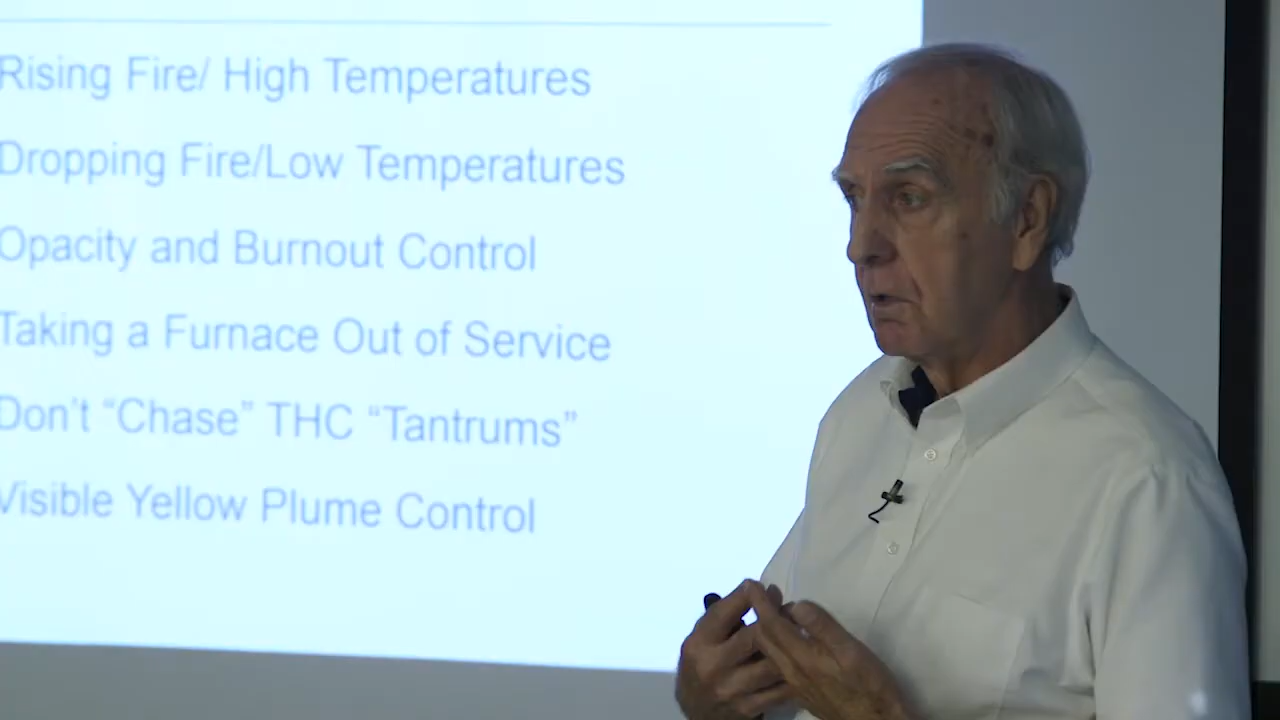 Rising Fire/ High Temperatures
Dropping Fire/Low Temperatures
Opacity and Burnout Control
Taking a Furnace Out of Service
Don't “Chase” THC “Tantrums”
Visible Yellow Plume Control